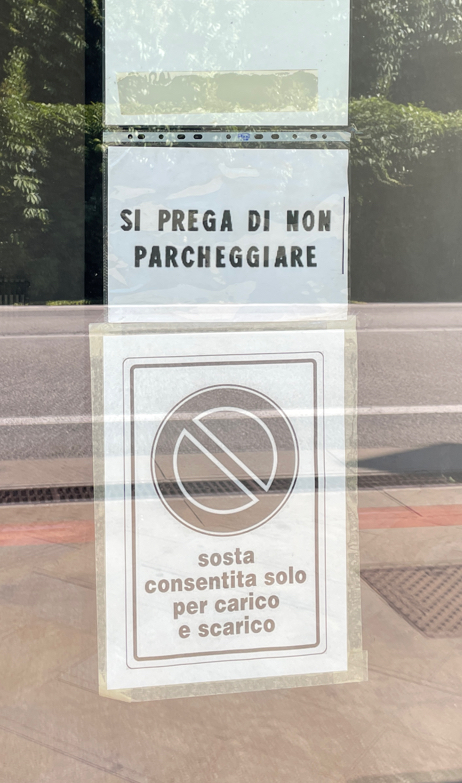 SI PREGA DI NON
PARCHEGGIARE
sosta
consentita solo
per carico
e scarico